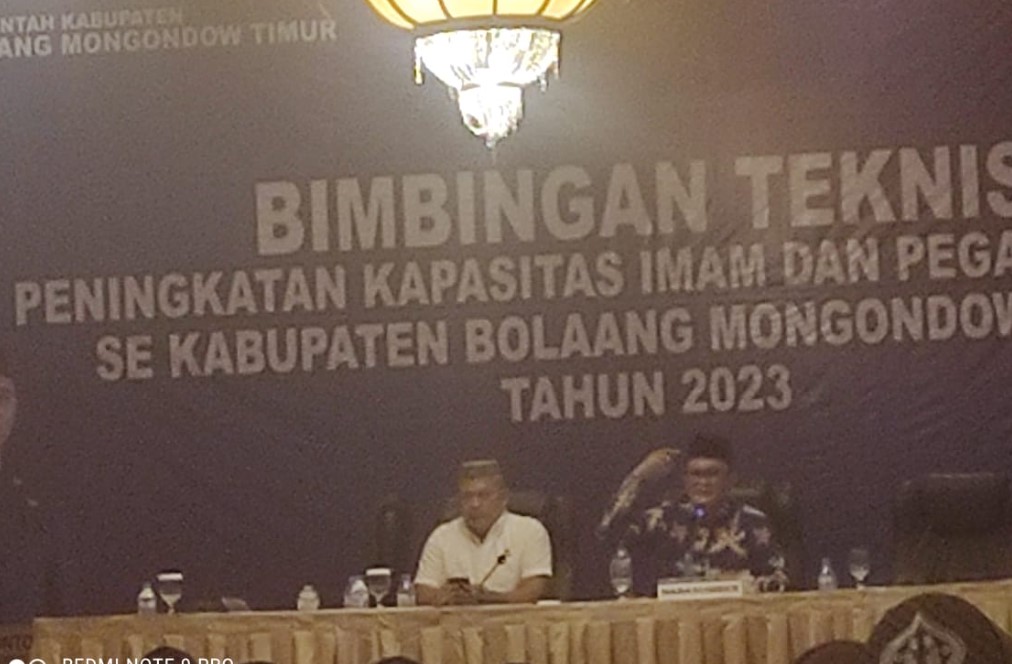 NTAH KABUPATEN
ANG MONGONDOW TIMUR
BIMBINGAN TEKNIS
PENINGKATAN KAPASITAS IMAM DAN PEGA
SE KABUPATEN BOLAANG MONGONDOW
TAHUN 2023
REDMI NOTE 9 PRO